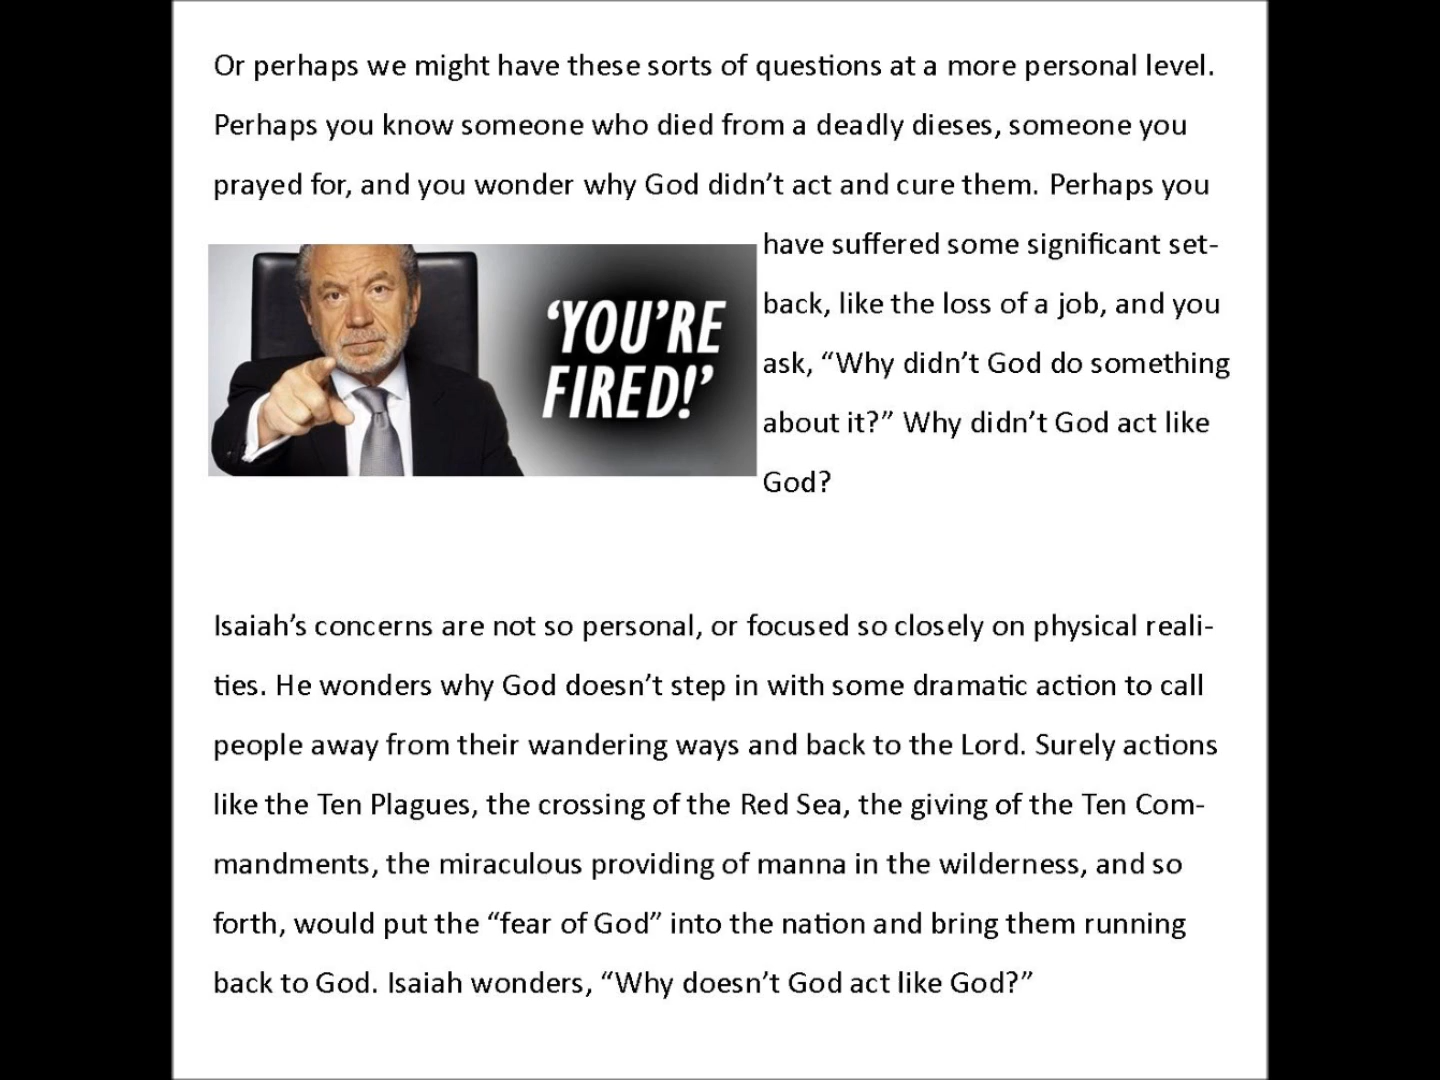 Or perhaps we might have these sorts of questions at a more personal level.
Perhaps you know someone who died from a deadly dieses, someone you
prayed for, and you wonder why God didn’t act and cure them. Perhaps you
have suffered some significant set-
back, like the loss of a job, and you
ask, “Why didn’t God do something
about it?” Why didn’t God act like
God?
‘YOU’RE
FIRED!’
Isaiah’s concerns are not so personal, or focused so closely on physical reali-
ties. He wonders why God doesn’t step in with some dramatic action to call
people away from their wandering ways and back to the Lord. Surely actions
like the Ten Plagues, the crossing of the Red Sea, the giving of the Ten Com-
mandments, the miraculous providing of manna in the wilderness, and so
forth, would put the “fear of God” into the nation and bring them running
back to God. Isaiah wonders, “Why doesn’t God act like God?”